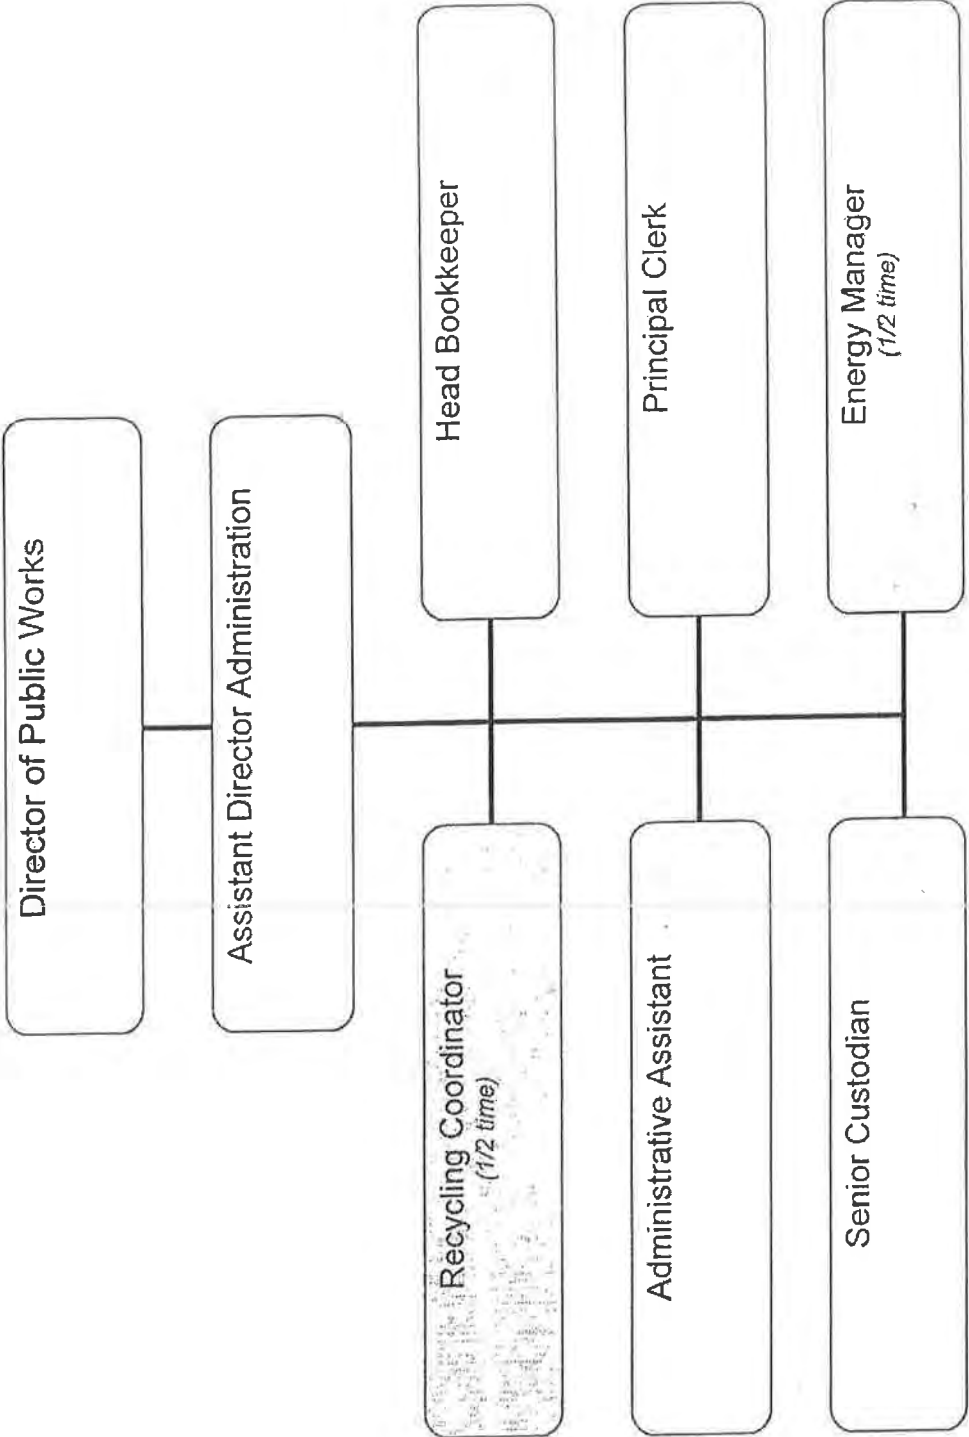 Director of Public Works
Assistant Director Administration
Recycling Coordinator
(1/2 time)
Head Bookkeeper
Administrative Assistant
Principal Clerk
Senior Custodian
Energy Manager
(1/2 time)